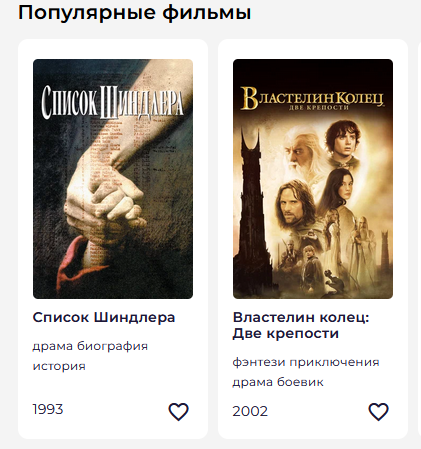 Популярные фильмы
Список Шиндлера
Властелин Колец
Две крепости
Список Шиндлера
драма биография
история
1993
Властелин колец:
Две крепости
фэнтези приключения
драма боевик
2002